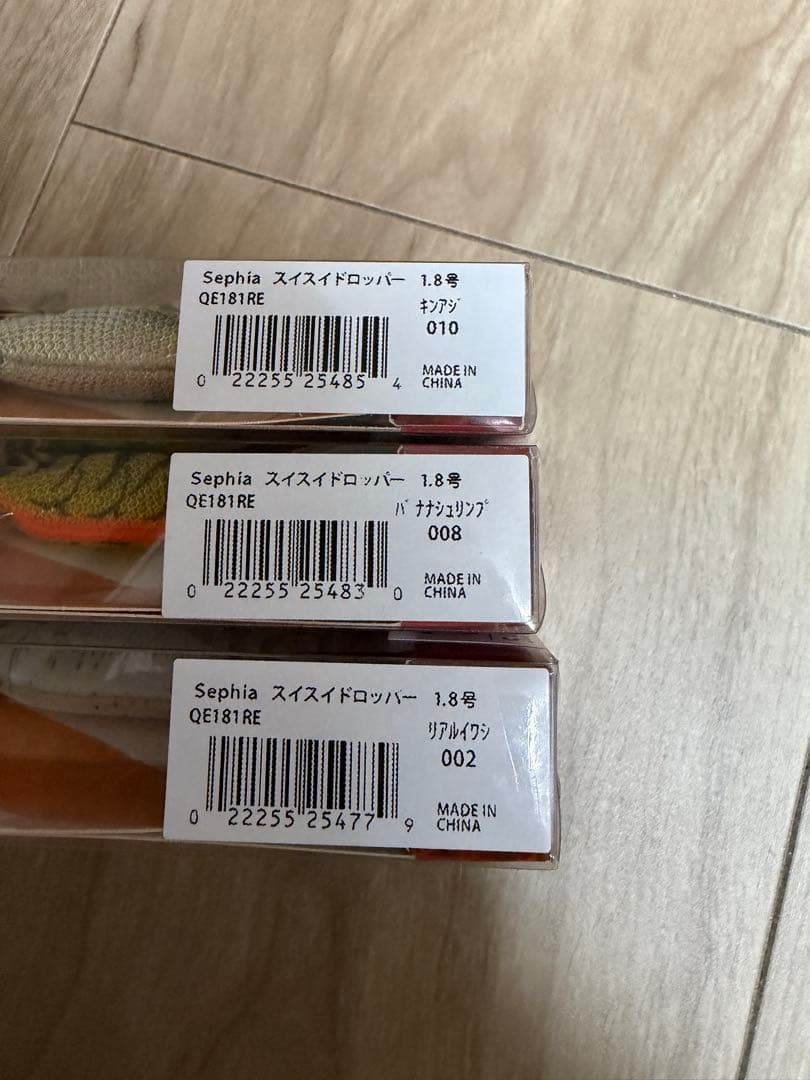 Sephia スイスイドロッパー 1.8号
QE181RE
ｷﾝｱｼﾞ
010
0 22255 25485 4
MADE IN
CHINA
Sephia スイスイドロッパー 1.8号
QE181RE
ﾊﾞﾅﾅｼｭﾘﾝﾌﾟ
008
0 22255 25483 0
MADE IN
CHINA
Sephia スイスイドロッパー 1.8号
QE181RE
ﾘｱﾙｲﾜｼ
002
0 22255 25477 9
MADE IN
CHINA